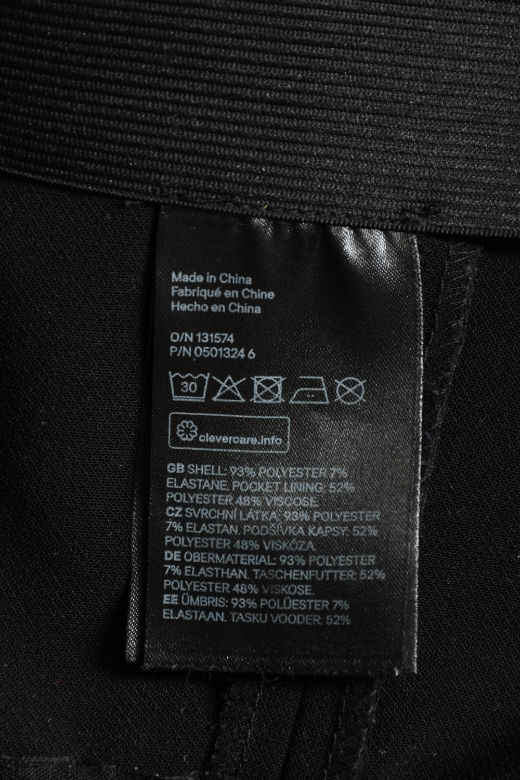 Made in China
Fabriqué en Chine
Hecho en China
O/N 131574
P/N 0501324 6
30
clevercare.info
GB SHELL: 93% POLYESTER 7%
ELASTANE. POCKET LINING: 52%
POLYESTER 48% VISCOSE.
CZ SVRCHNÍ LÁTKA: 93% POLYESTER
7% ELASTAN. PODŠÍVKA KAPSY: 52%
POLYESTER 48% VISKÓZA.
DE OBERMATERIAL: 93% POLYESTER
7% ELASTHAN. TASCHENFUTTER: 52%
POLYESTER 48% VISKOSE.
EE ÜMBRIS: 93% POLÜESTER 7%
ELASTAAN. TASKU VOODER: 52%